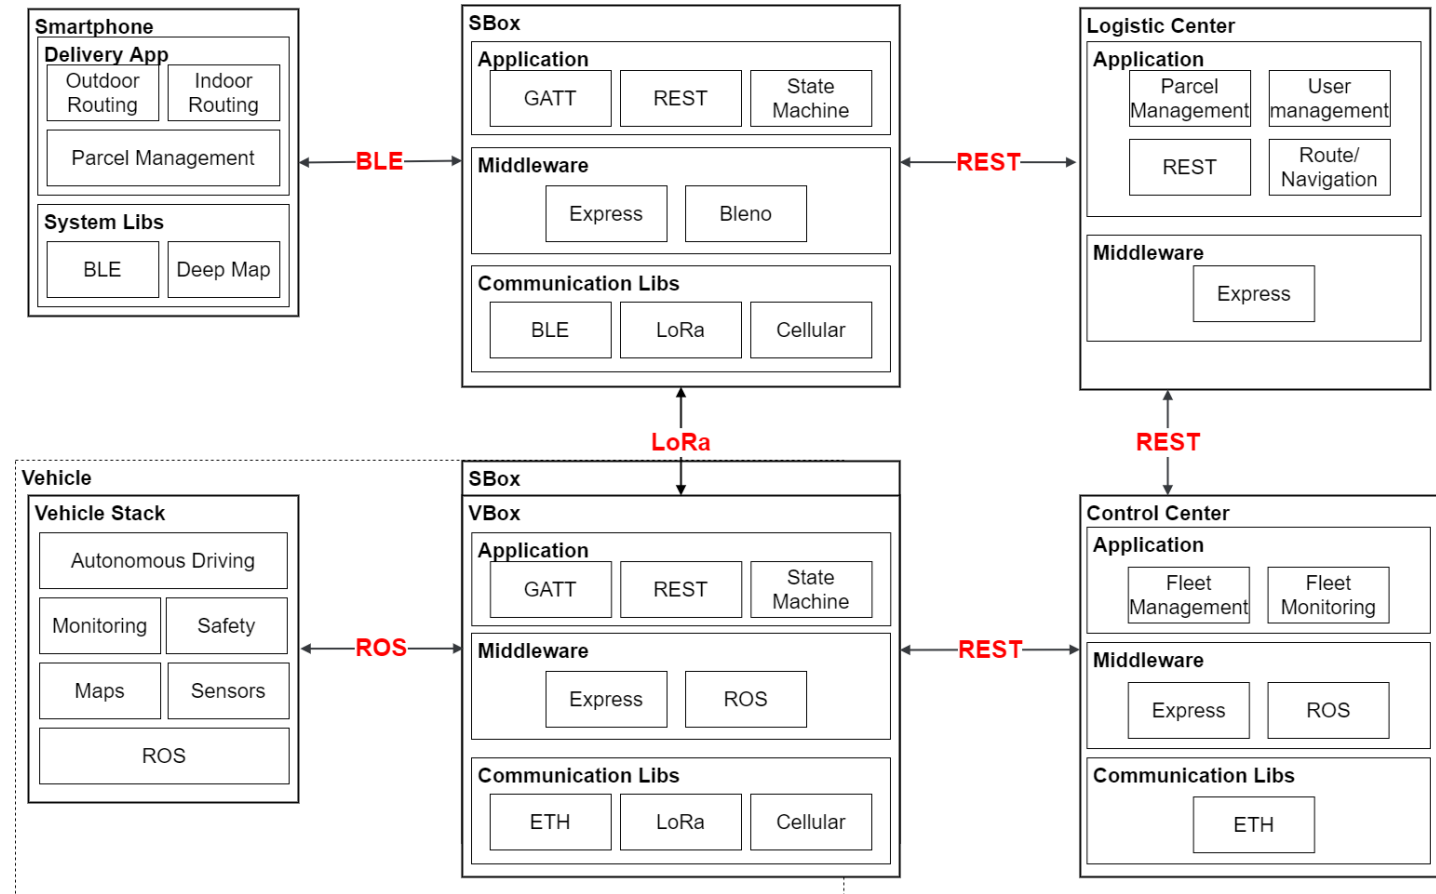 Smartphone
Delivery App
Outdoor
Routing
Indoor
Routing
Parcel Management
System Libs
BLE
Deep Map
BLE
SBox
Application
GATT
REST
State
Machine
Middleware
Express
Bleno
Communication Libs
BLE
LoRa
Cellular
REST
Logistic Center
Application
Parcel
Management
User
management
REST
Route/
Navigation
Middleware
Express
LoRa
REST
Vehicle
Vehicle Stack
Autonomous Driving
Monitoring
Safety
Maps
Sensors
ROS
ROS
SBox
VBox
Application
GATT
REST
State
Machine
Middleware
Express
ROS
Communication Libs
ETH
LoRa
Cellular
REST
Control Center
Application
Fleet
Management
Fleet
Monitoring
Middleware
Express
ROS
Communication Libs
ETH